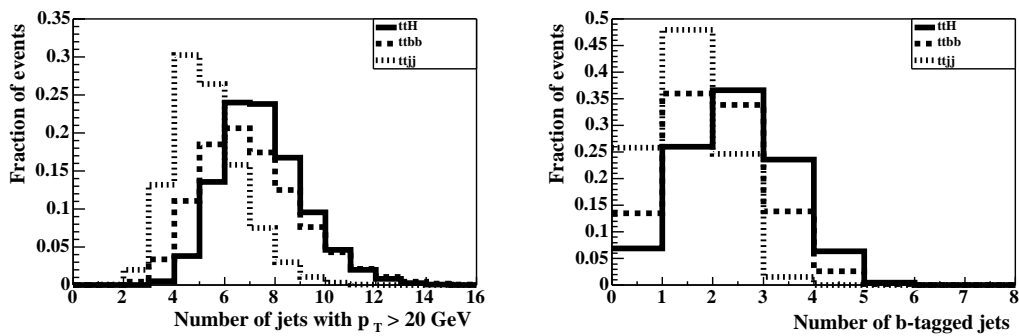 Fraction of events
0.35
0.3
0.25
0.2
0.15
0.1
0.05
0
0 2 4 6 8 10 12 14 16
Number of jets with p T > 20 GeV
ttH
ttbb
ttjj
Fraction of events
0.5
0.45
0.4
0.35
0.3
0.25
0.2
0.15
0.1
0.05
0
0 1 2 3 4 5 6 7 8
Number of b-tagged jets
ttH
ttbb
ttjj